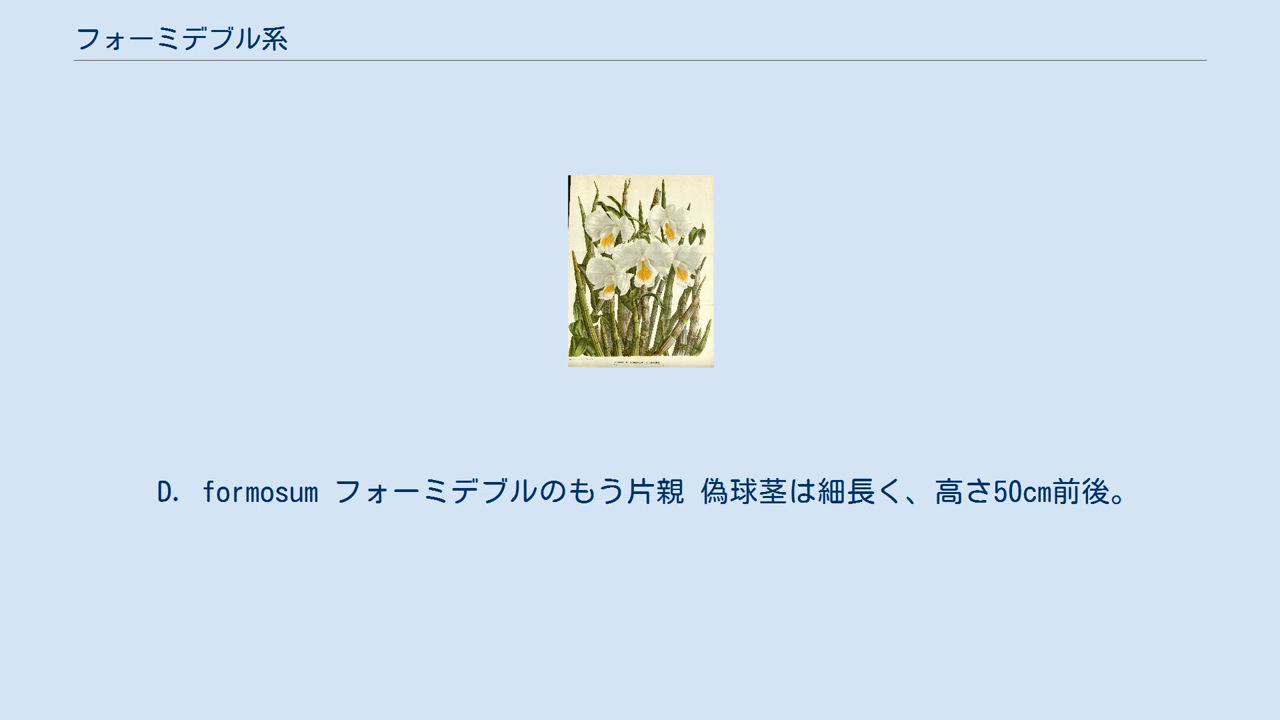 フォーミデブル系
D. formosum フォーミデブルのもう片親 偽球茎は細長く、高さ50cm前後。